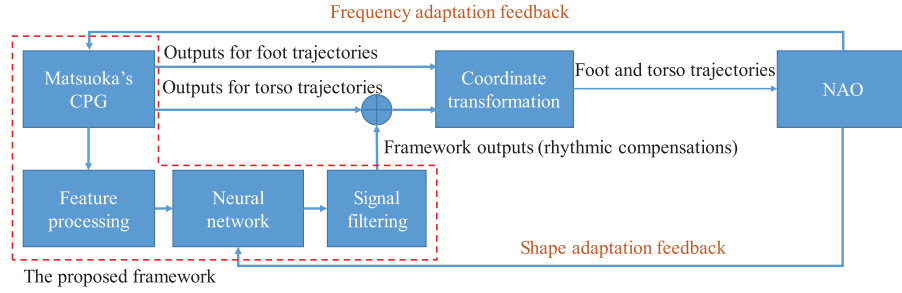 Frequency adaptation feedback
Outputs for foot trajectories
Matsuoka's
CPG
Outputs for torso trajectories
Coordinate
transformation
Foot and torso trajectories
NAO
Framework outputs (rhythmic compensations)
Feature
processing
Neural
network
Signal
filtering
Shape adaptation feedback
The proposed framework